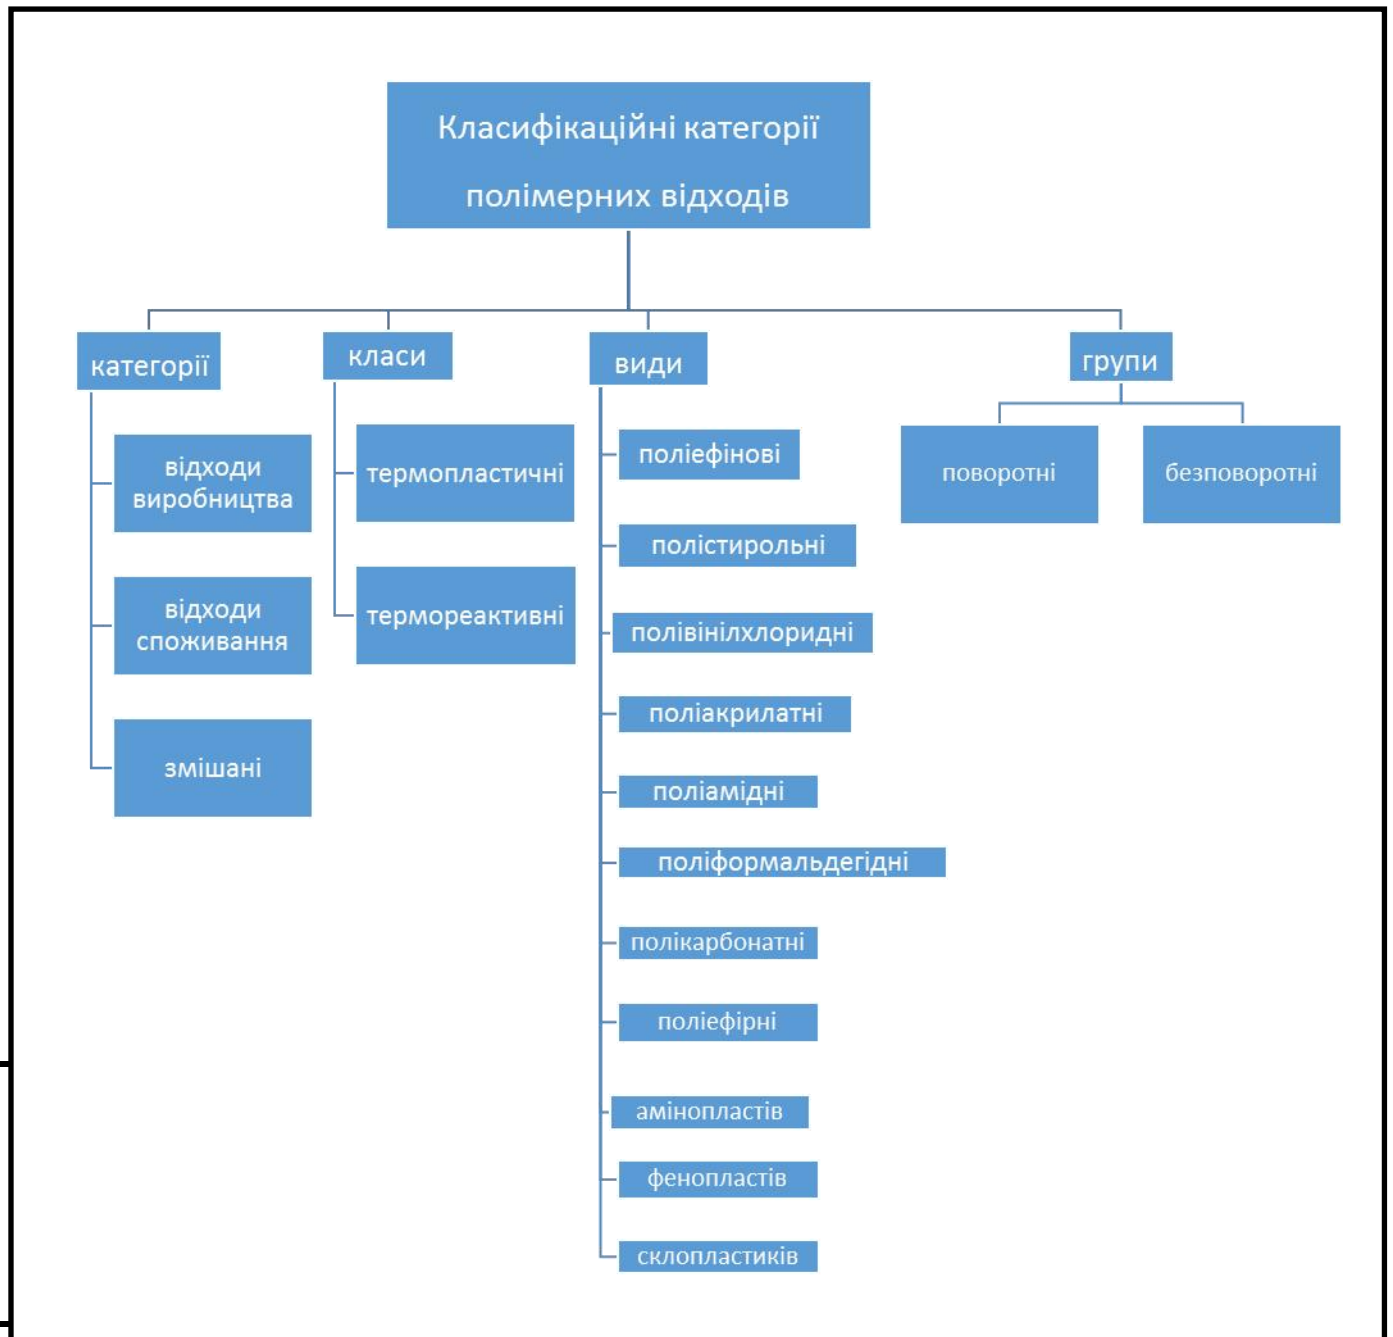 Класифікаційні категорії
полімерних відходів
категорії
відходи
виробництва
відходи
споживання
змішані
класи
термопластичні
термореактивні
види
поліефінові
полістирольні
полівінілхлоридні
поліакрилатні
поліамідні
поліформальдегідні
полікарбонатні
поліефірні
амінопластів
фенопластів
склопластиків
групи
поворотні
безповоротні